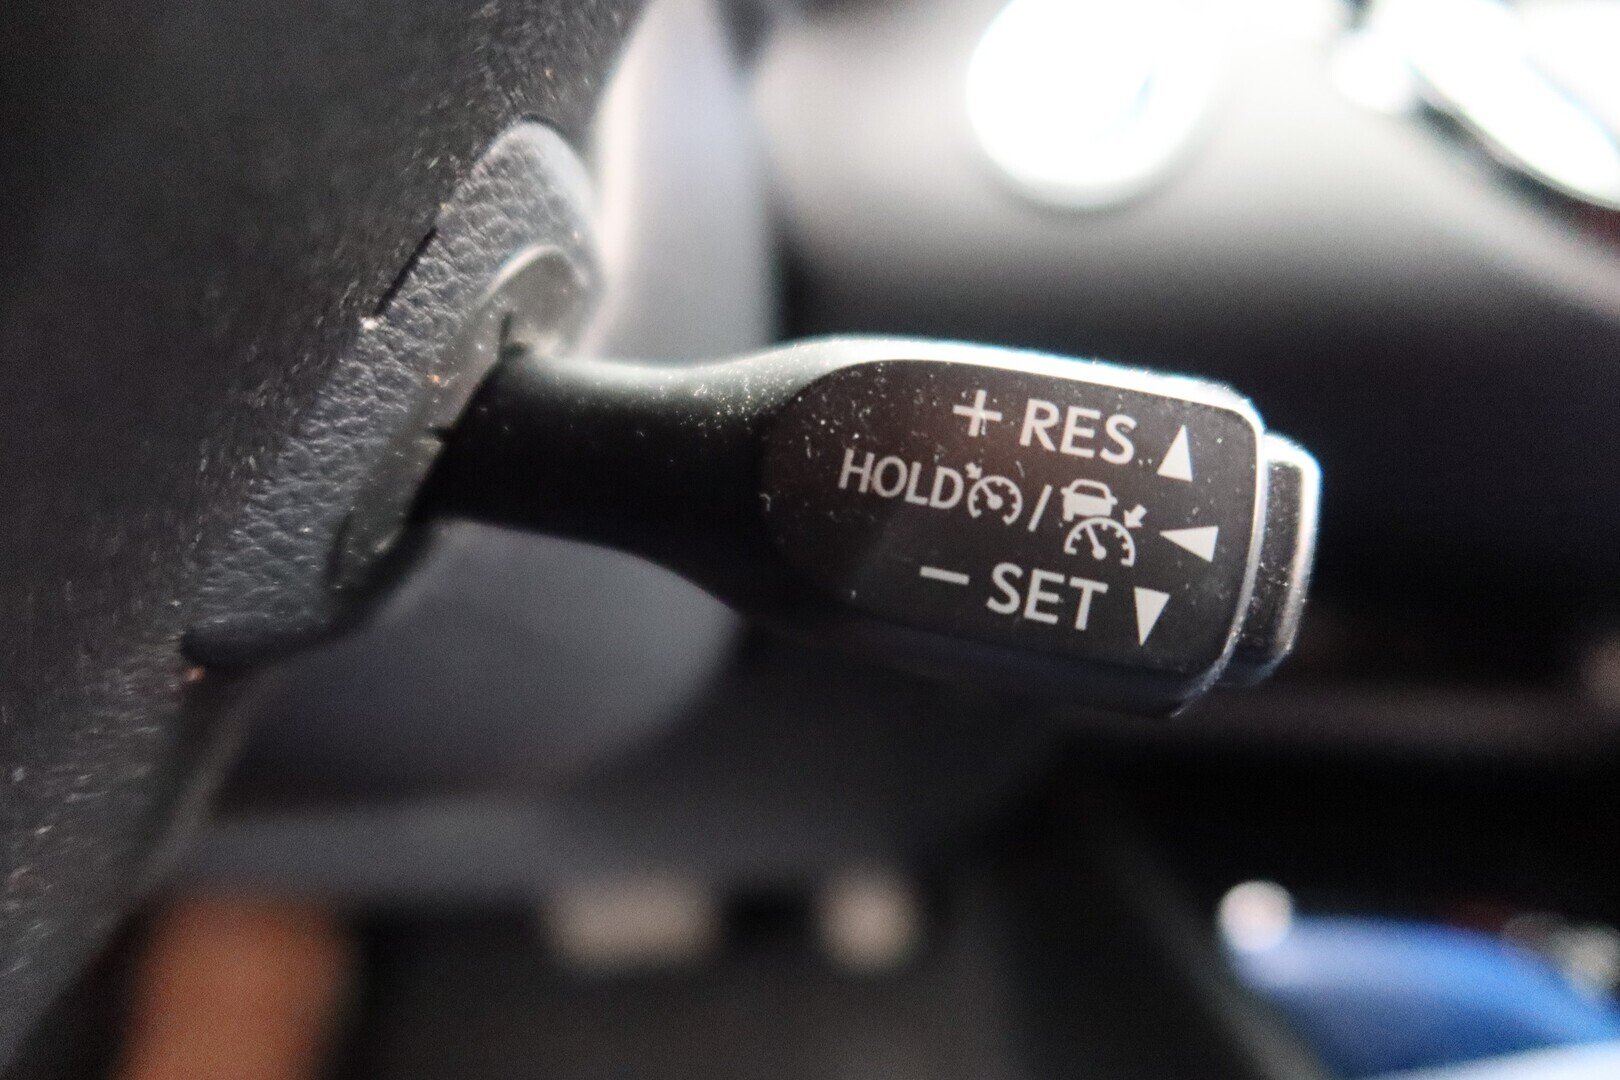 + RES ▲
HOLD / ◀
− SET ▼